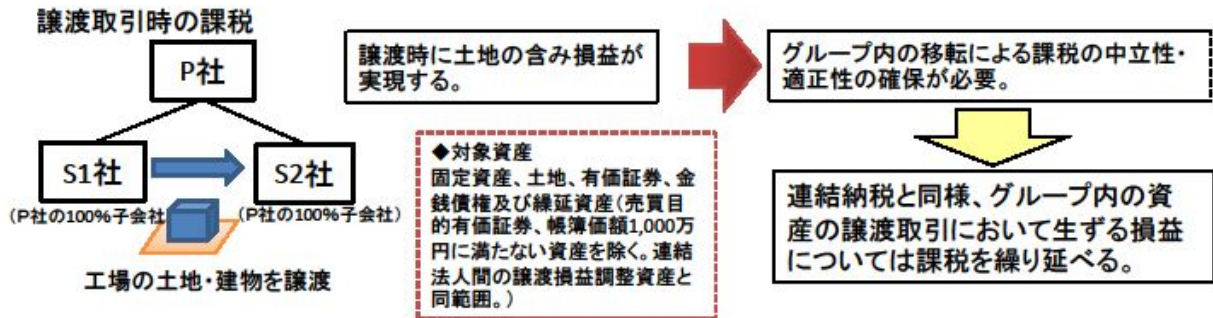 譲渡取引時の課税
P社
S1社
S2社
(P社の100%子会社)
(P社の100%子会社)
工場の土地・建物を譲渡
譲渡時に土地の含み損益が
実現する。
◆対象資産
固定資産、土地、有価証券、金
銭債権及び繰延資産(売買目
的有価証券、帳簿価額1,000万
円に満たない資産を除く。連結
法人間の譲渡損益調整資産と
同範囲。)
グループ内の移転による課税の中立性・
適正性の確保が必要。
連結納税と同様、グループ内の資
産の譲渡取引において生ずる損益
については課税を繰り延べる。